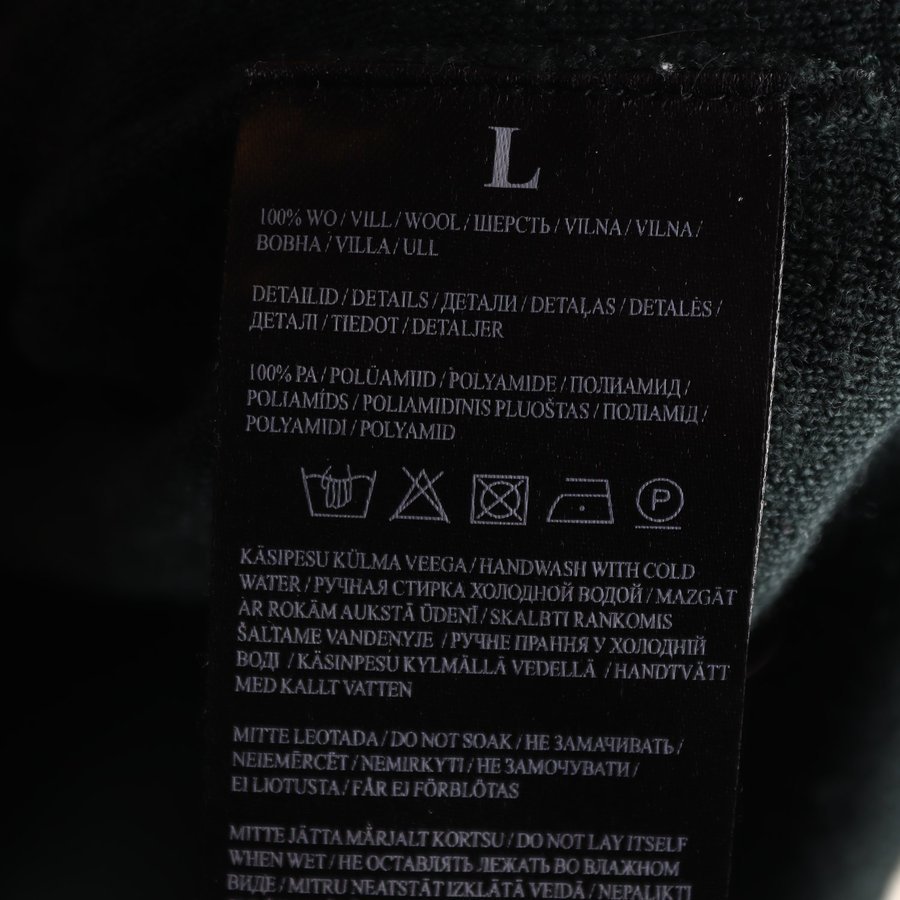 L
100% WO / VILL / WOOL / ШЕРСТЬ / VILNA / VILNA /
ВОВНА / VILLA / ULL
DETAILID / DETAILS / ДЕТАЛИ / DETAĻAS / DETALĖS /
ДЕТАЛІ / TIEDOT / DETALJER
100% PA / POLÜAMIID / POLYAMIDE / ПОЛИАМИД /
POLIAMĪDS / POLIAMIDINIS PLUOŠTAS / ПОЛІАМІД /
POLYAMIDI / POLYAMID
P
KÄSIPESU KÜLMA VEEGA / HANDWASH WITH COLD
WATER / РУЧНАЯ СТИРКА ХОЛОДНОЙ ВОДОЙ / MAZGĀT
AR ROKĀM AUKSTĀ ŪDENĪ / SKALBTI RANKOMIS
ŠALTAME VANDENYJE / РУЧНЕ ПРАННЯ У ХОЛОДНІЙ
ВОДІ / KÄSINPESU KYLMÄLLÄ VEDELLÄ / HANDTVÄTT
MED KALLT VATTEN
MITTE LEOTADA / DO NOT SOAK / НЕ ЗАМАЧИВАТЬ /
NEIEMĒRCĒT / NEMIRKYTI / НЕ ЗАМОЧУВАТИ /
EI LIOTUSTA / FÅR EJ FÖRBLÖTAS
MITTE JÄTTA MÄRJALT KORTSU / DO NOT LAY ITSELF
WHEN WET / НЕ ОСТАВЛЯТЬ ЛЕЖАТЬ ВО ВЛАЖНОМ
ВИДЕ / MITRU NEATSTĀT IZKLĀTĀ VEIDĀ / NEPALIKTI